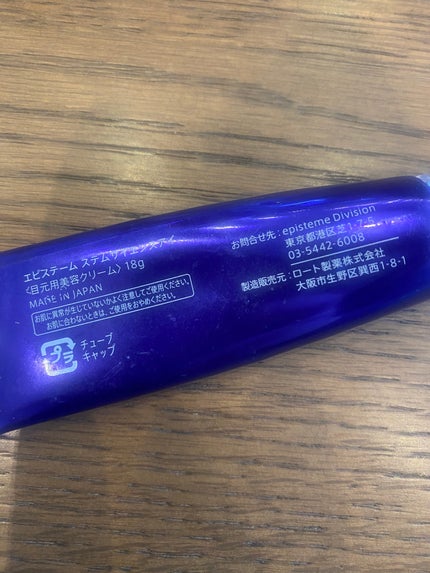 エピステーム ステムサイエンスアイ
〈目元用美容クリーム〉18g
MADE IN JAPAN
お肌に異常が生じていないかよく注意してご使用ください。
お肌に合わないときは、ご使用をおやめください。
プラ
チューブ
キャップ
お問合せ先：episteme Division
東京都港区芝1-7-5
03-5442-6008
製造販売元：ロート製薬株式会社
大阪市生野区巽西1-8-1